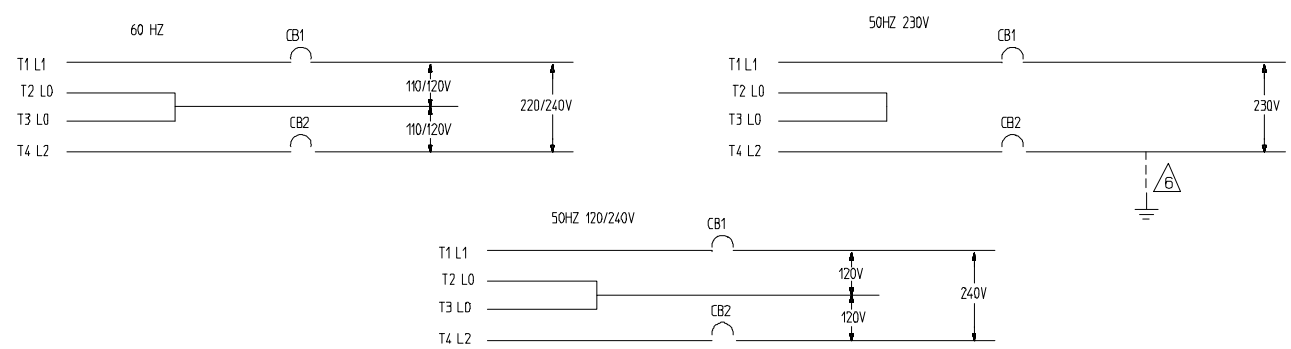 60 HZ
CB1
T1 L1
110/120V
T2 L0
220/240V
T3 L0
110/120V
CB2
T4 L2
50HZ 230V
CB1
T1 L1
T2 L0
230V
T3 L0
CB2
T4 L2
6
50HZ 120/240V
CB1
T1 L1
120V
T2 L0
240V
T3 L0
120V
CB2
T4 L2